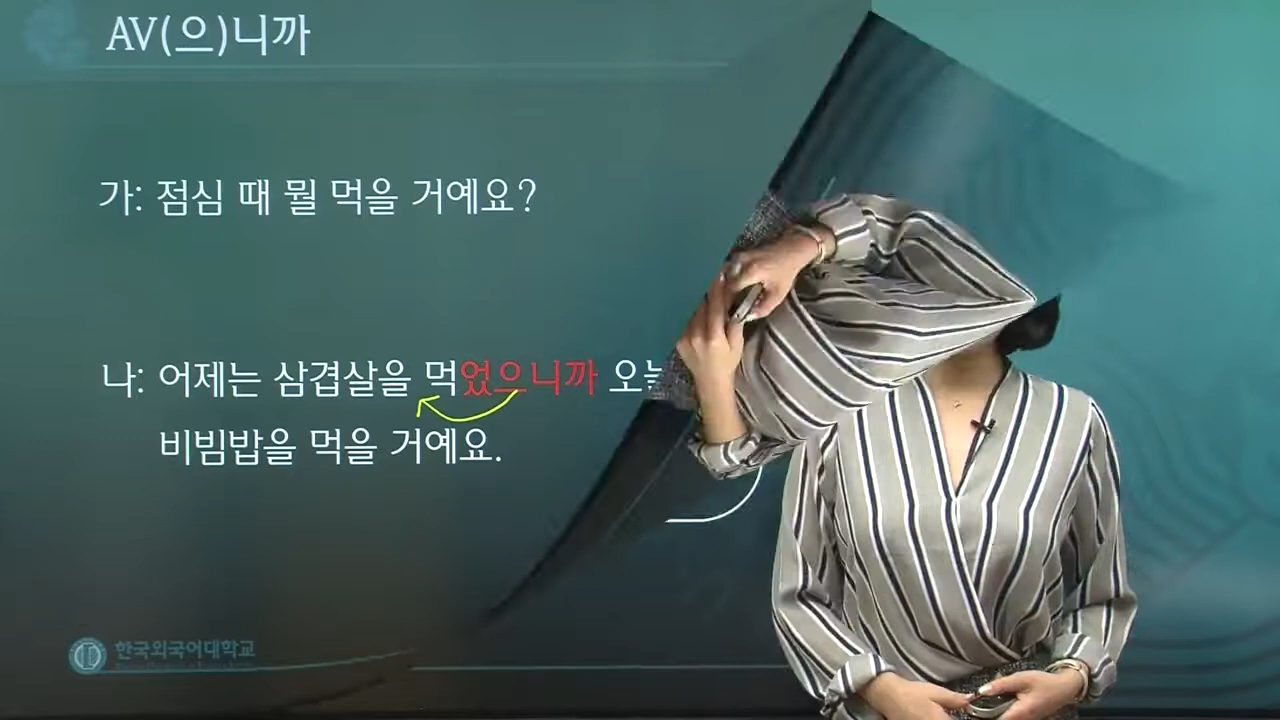 AV(으)니까
가: 점심 때 뭘 먹을 거예요?
나: 어제는 삼겹살을 먹었으니까
비빔밥을 먹을 거예요.
한국외국어대학교